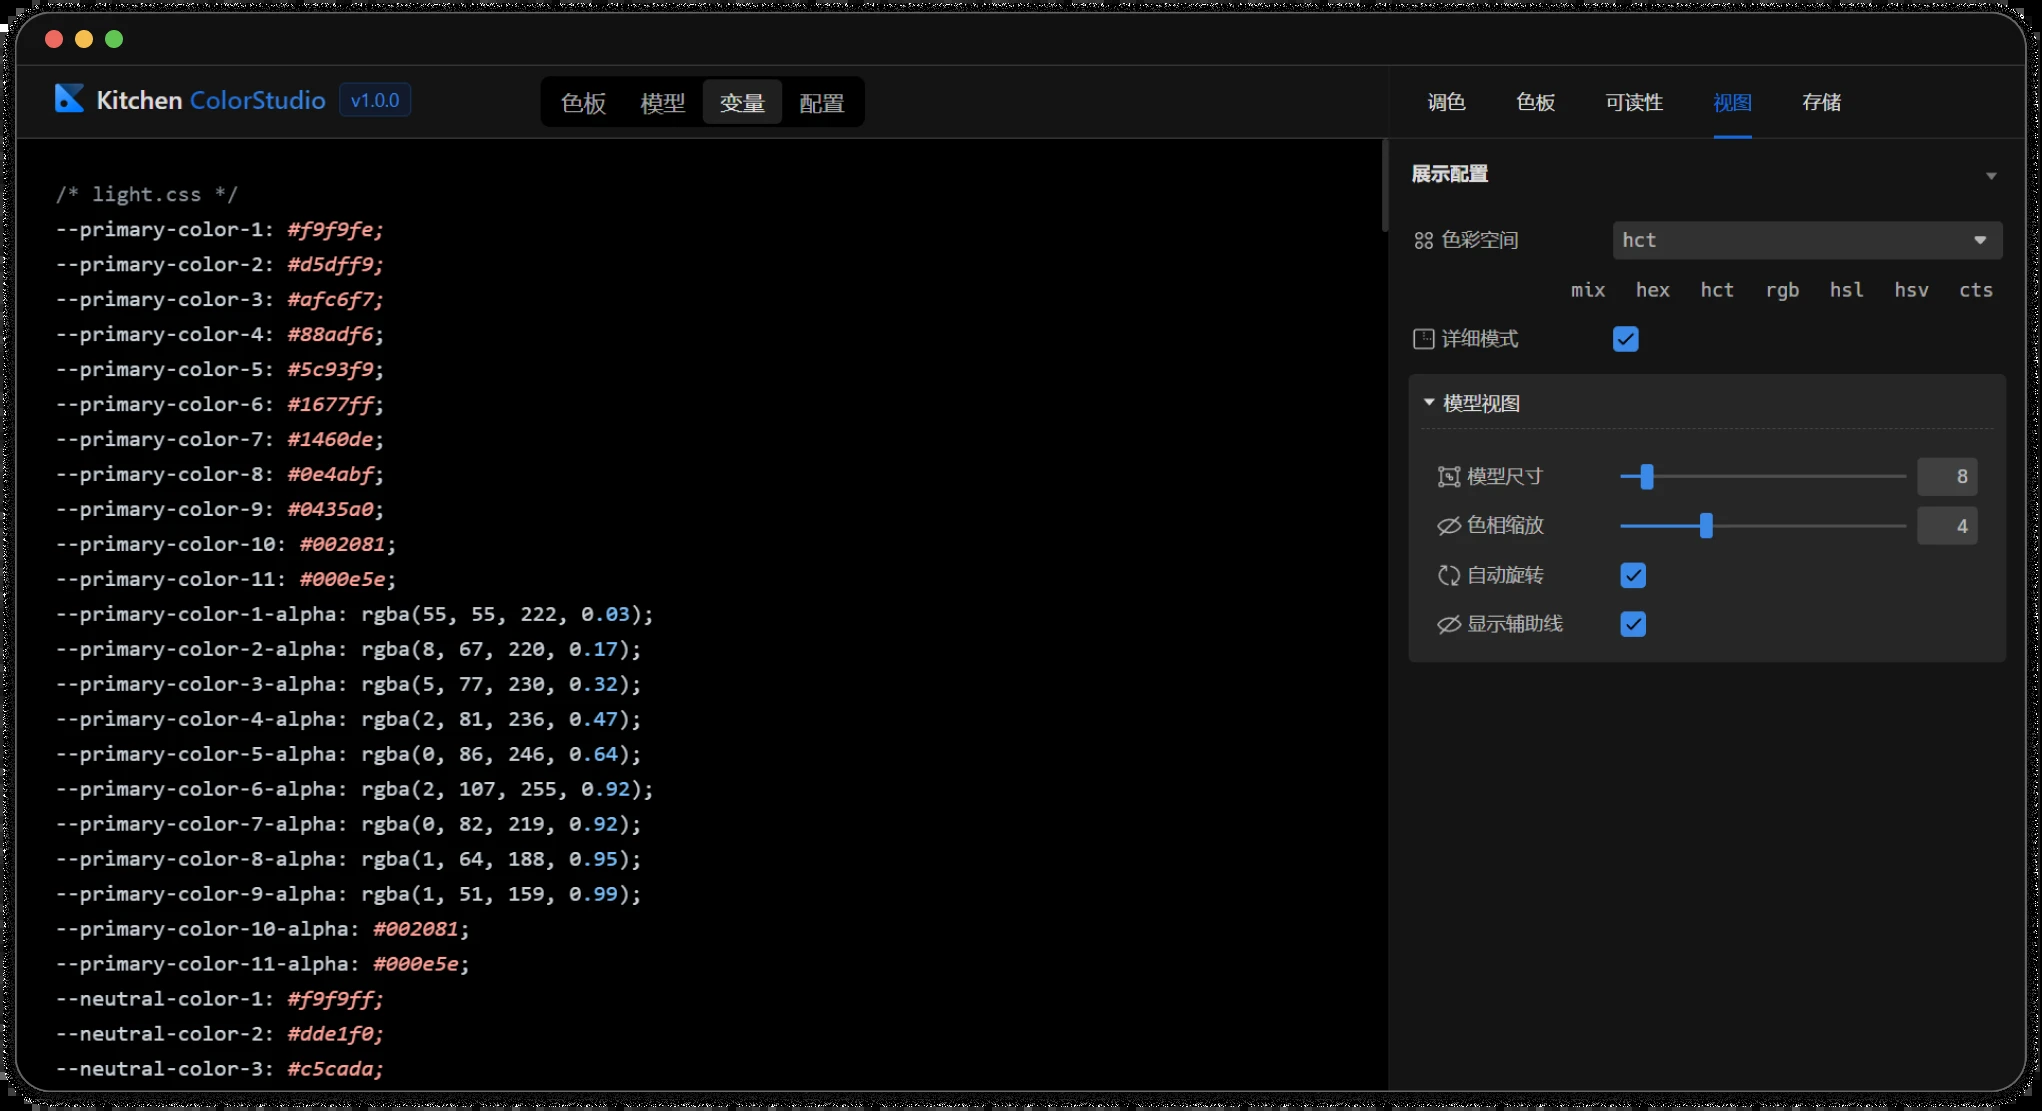 Kitchen ColorStudio v1.0.0
色板 模型 变量 配置
调色 色板 可读性 视图 存储
/* light.css */
--primary-color-1: #f9f9fe;
--primary-color-2: #d5dff9;
--primary-color-3: #afc6f7;
--primary-color-4: #88adf6;
--primary-color-5: #5c93f9;
--primary-color-6: #1677ff;
--primary-color-7: #1460de;
--primary-color-8: #0e4abf;
--primary-color-9: #0435a0;
--primary-color-10: #002081;
--primary-color-11: #000e5e;
--primary-color-1-alpha: rgba(55, 55, 222, 0.03);
--primary-color-2-alpha: rgba(8, 67, 220, 0.17);
--primary-color-3-alpha: rgba(5, 77, 230, 0.32);
--primary-color-4-alpha: rgba(2, 81, 236, 0.47);
--primary-color-5-alpha: rgba(0, 86, 246, 0.64);
--primary-color-6-alpha: rgba(2, 107, 255, 0.92);
--primary-color-7-alpha: rgba(0, 82, 219, 0.92);
--primary-color-8-alpha: rgba(1, 64, 188, 0.95);
--primary-color-9-alpha: rgba(1, 51, 159, 0.99);
--primary-color-10-alpha: #002081;
--primary-color-11-alpha: #000e5e;
--neutral-color-1: #f9f9ff;
--neutral-color-2: #dde1f0;
--neutral-color-3: #c5cada;
展示配置
色彩空间 hct
mix hex hct rgb hsl hsv cts
详细模式
模型视图
模型尺寸 8
色相缩放 4
自动旋转
显示辅助线